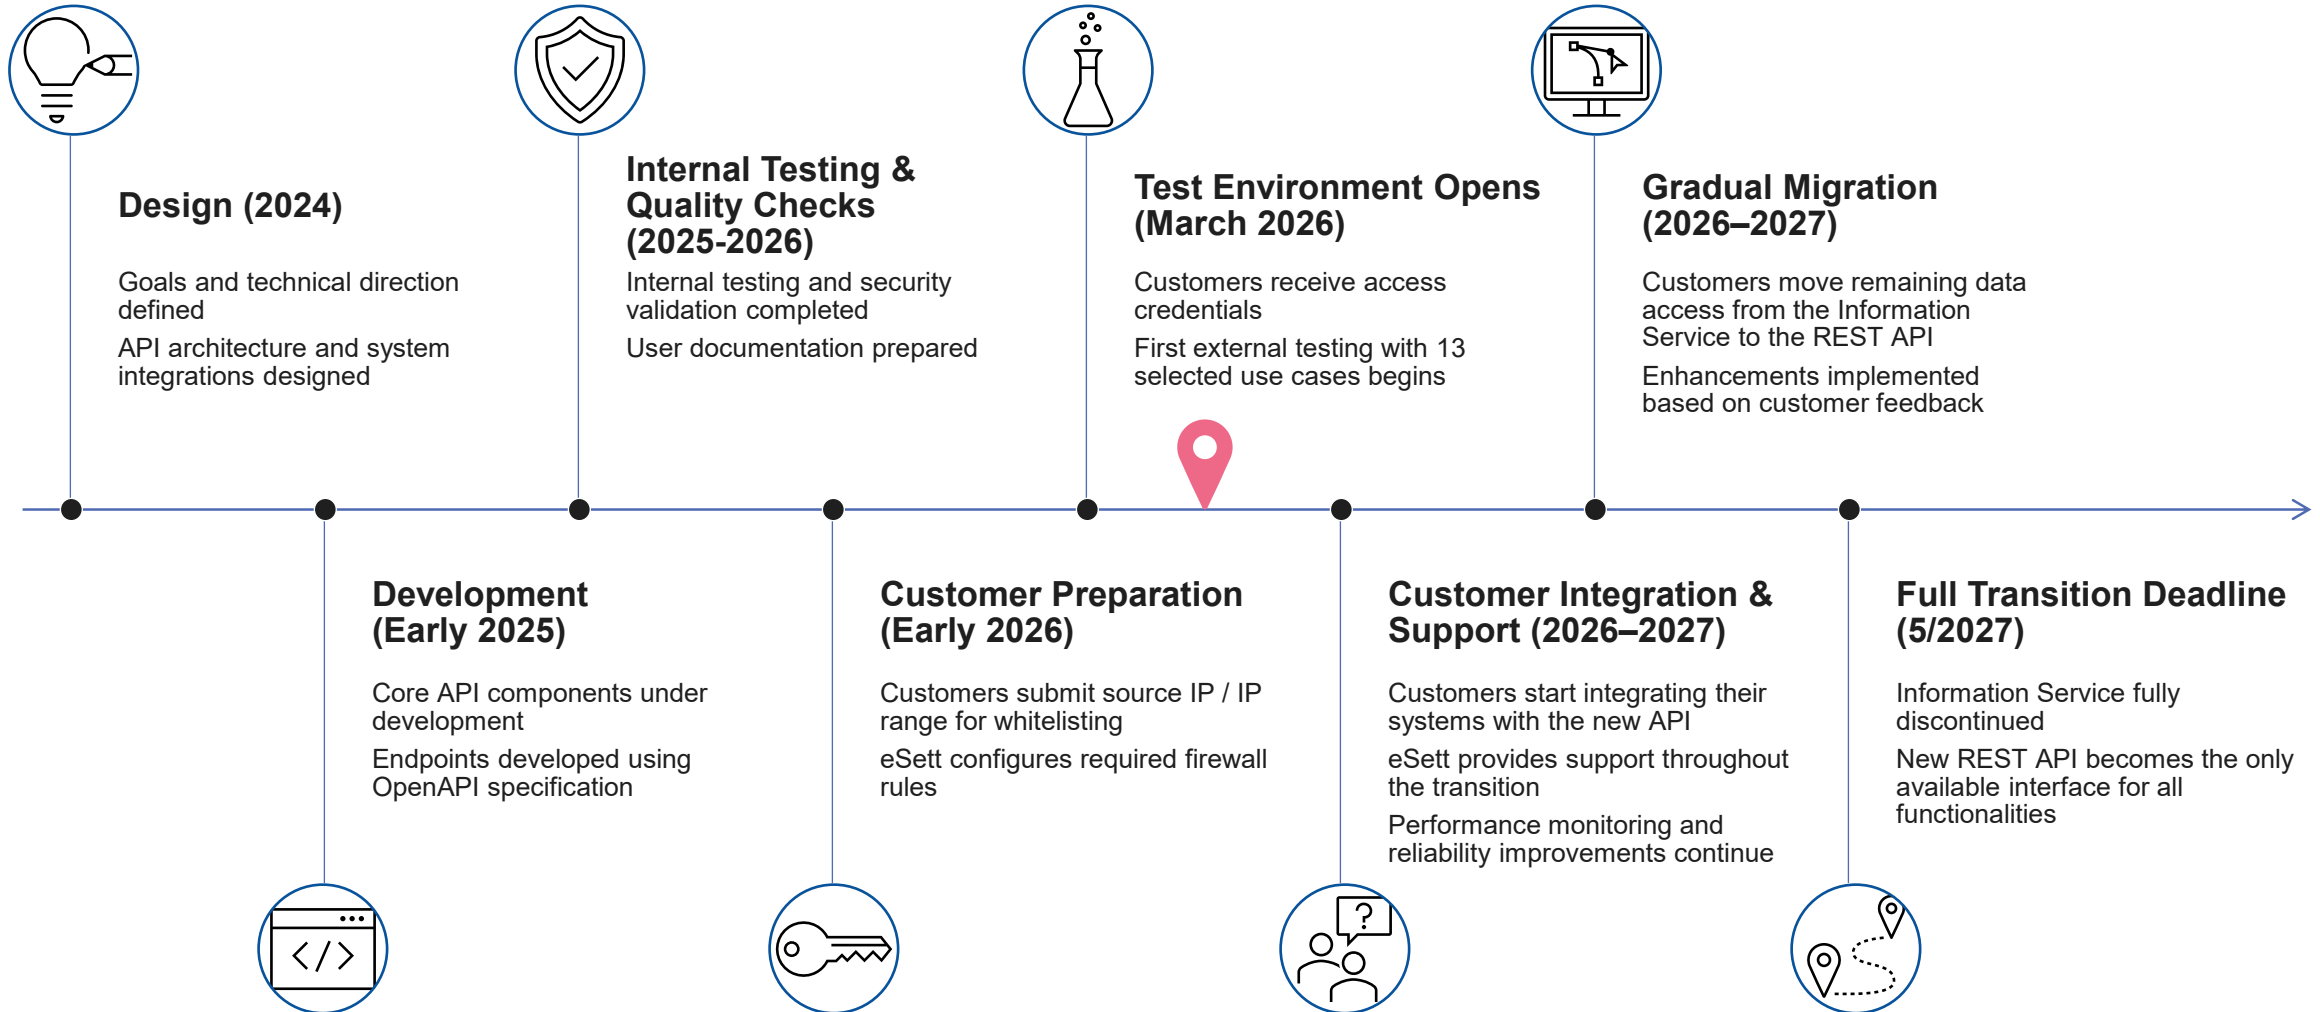 Design (2024)
Goals and technical direction
defined
API architecture and system
integrations designed
Internal Testing &
Quality Checks
(2025-2026)
Internal testing and security
validation completed
User documentation prepared
Test Environment Opens
(March 2026)
Customers receive access
credentials
First external testing with 13
selected use cases begins
Gradual Migration
(2026–2027)
Customers move remaining data
access from the Information
Service to the REST API
Enhancements implemented
based on customer feedback
Development
(Early 2025)
Core API components under
development
Endpoints developed using
OpenAPI specification
</>
Customer Preparation
(Early 2026)
Customers submit source IP / IP
range for whitelisting
eSett configures required firewall
rules
Customer Integration &
Support (2026–2027)
Customers start integrating their
systems with the new API
eSett provides support throughout
the transition
Performance monitoring and
reliability improvements continue
?
Full Transition Deadline
(5/2027)
Information Service fully
discontinued
New REST API becomes the only
available interface for all
functionalities